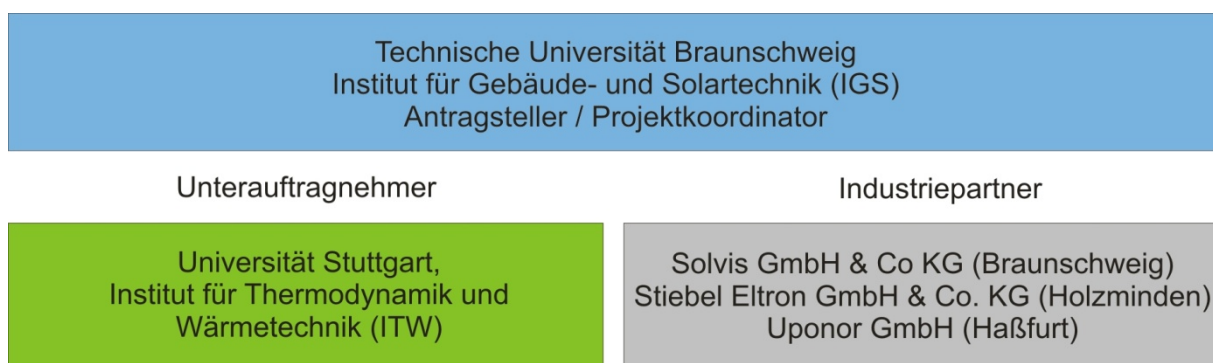 Technische Universität Braunschweig
Institut für Gebäude- und Solartechnik (IGS)
Antragsteller / Projektkoordinator
Unterauftragnehmer
Industriepartner
Universität Stuttgart,
Institut für Thermodynamik und
Wärmetechnik (ITW)
Solvis GmbH & Co KG (Braunschweig)
Stiebel Eltron GmbH & Co. KG (Holzminden)
Uponor GmbH (Haßfurt)